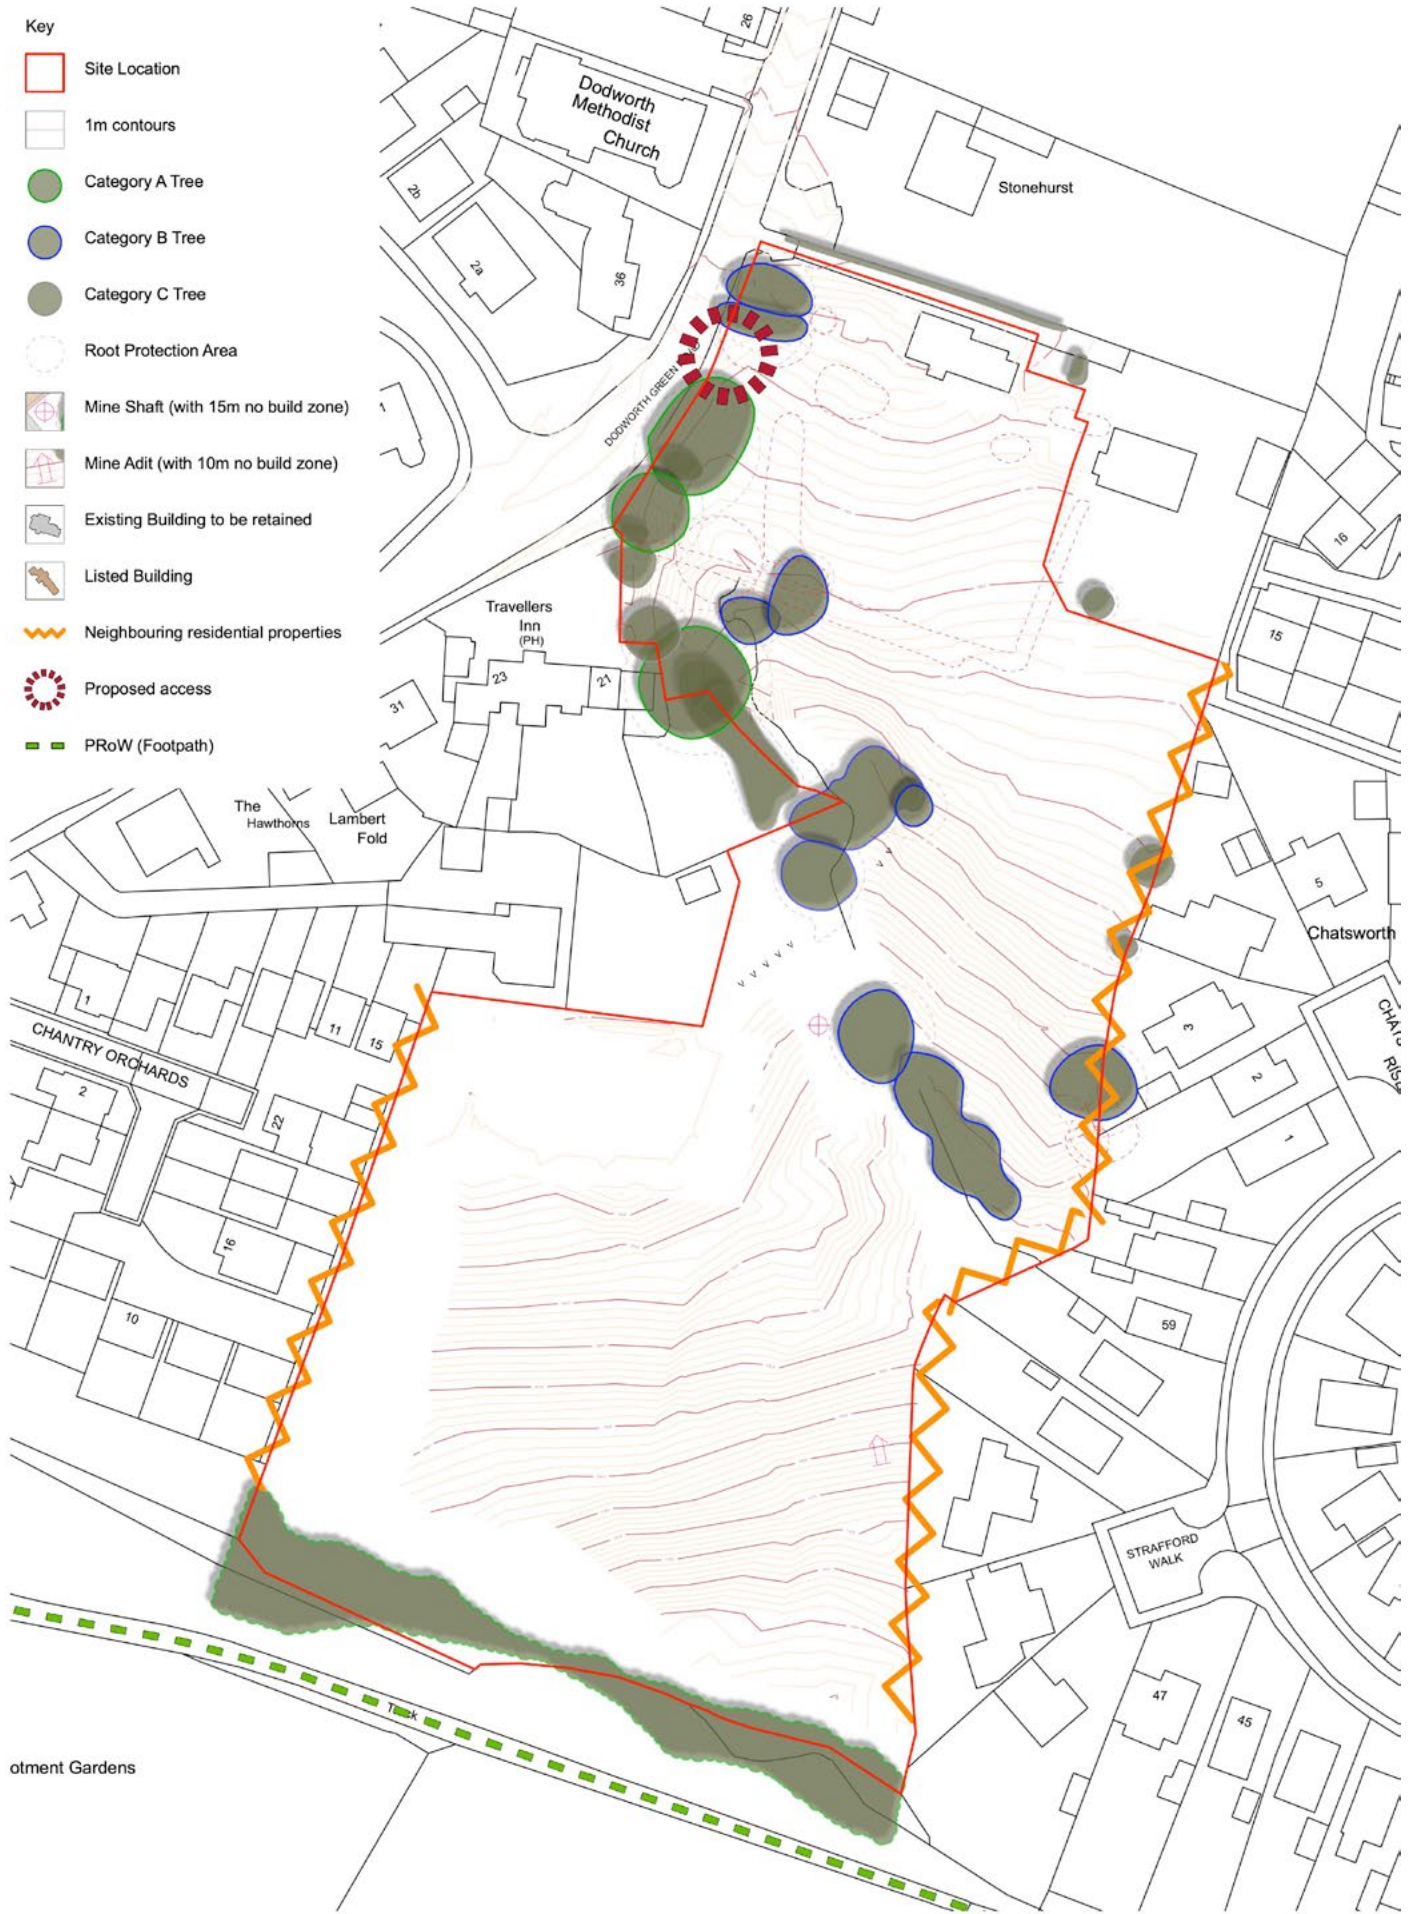 Key
Site Location
1m contours
Category A Tree
Category B Tree
Category C Tree
Root Protection Area
Mine Shaft (with 15m no build zone)
Mine Adit (with 10m no build zone)
Existing Building to be retained
Listed Building
Neighbouring residential properties
Proposed access
PRoW (Footpath)
26
Dodworth
Methodist
Church
2b
2a
36
Stonehurst
DODWORTH GREEN
1
16
15
Travellers
Inn
(PH)
23
21
31
The
Hawthorns
Lambert
Fold
5
Chatsworth
1
11
15
CHANTRY ORCHARDS
2
22
3
2
1
16
10
59
STRAFFORD
WALK
47
45
otment Gardens